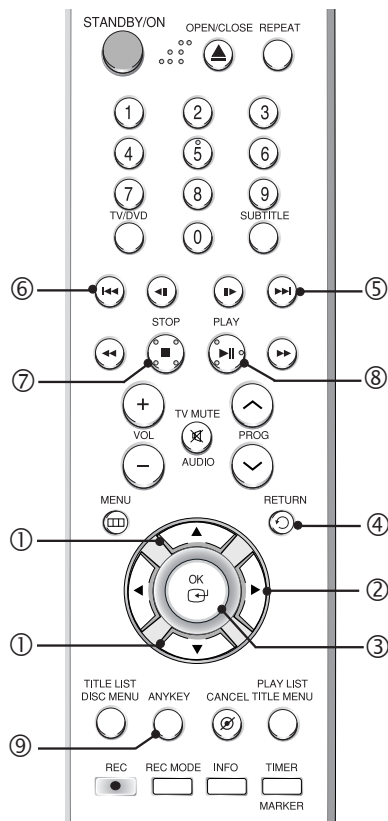 STANDBY/ON
OPEN/CLOSE REPEAT
1 2 3
4 5 6
7 8 9
TV/DVD SUBTITLE
0
⑥ ⑤
STOP PLAY
⑦ ⑧
+
VOL
−
TV MUTE
AUDIO
PROG
MENU RETURN
① ④
OK
②
① ③
TITLE LIST
DISC MENU
ANYKEY
CANCEL
PLAY LIST
TITLE MENU
⑨
REC REC MODE INFO TIMER
MARKER